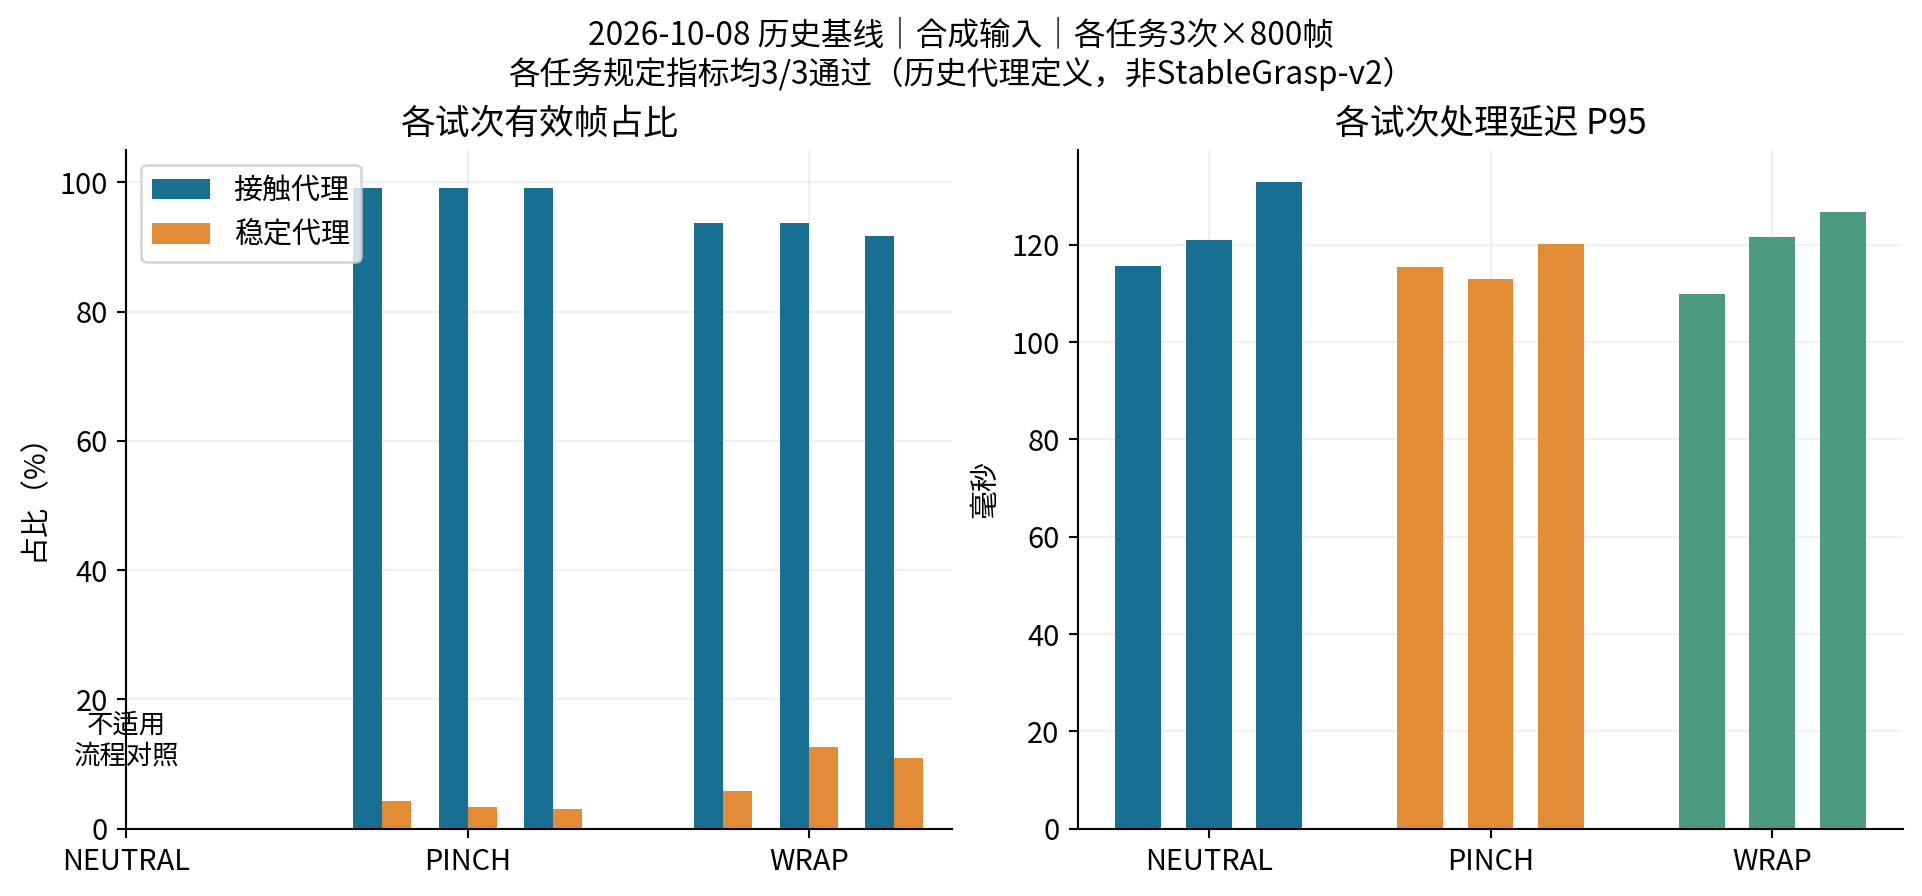 2026-10-08 历史基线｜合成输入｜各任务3次×800帧
各任务规定指标均3/3通过（历史代理定义，非StableGrasp-v2）
各试次有效帧占比
接触代理
稳定代理
占比（%）
100
80
60
40
20
0
不适用
流程对照
NEUTRAL
PINCH
WRAP
各试次处理延迟 P95
毫秒
120
100
80
60
40
20
0
NEUTRAL
PINCH
WRAP